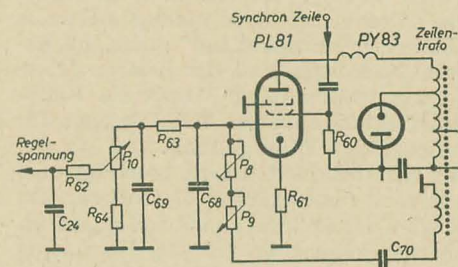 Synchron. Zeile
PL81
PY83
Zeilen-
trafo
R60
R63
Regel-
spannung
P10
P8
R62
C69
C68
R61
R64
P9
C24
C70